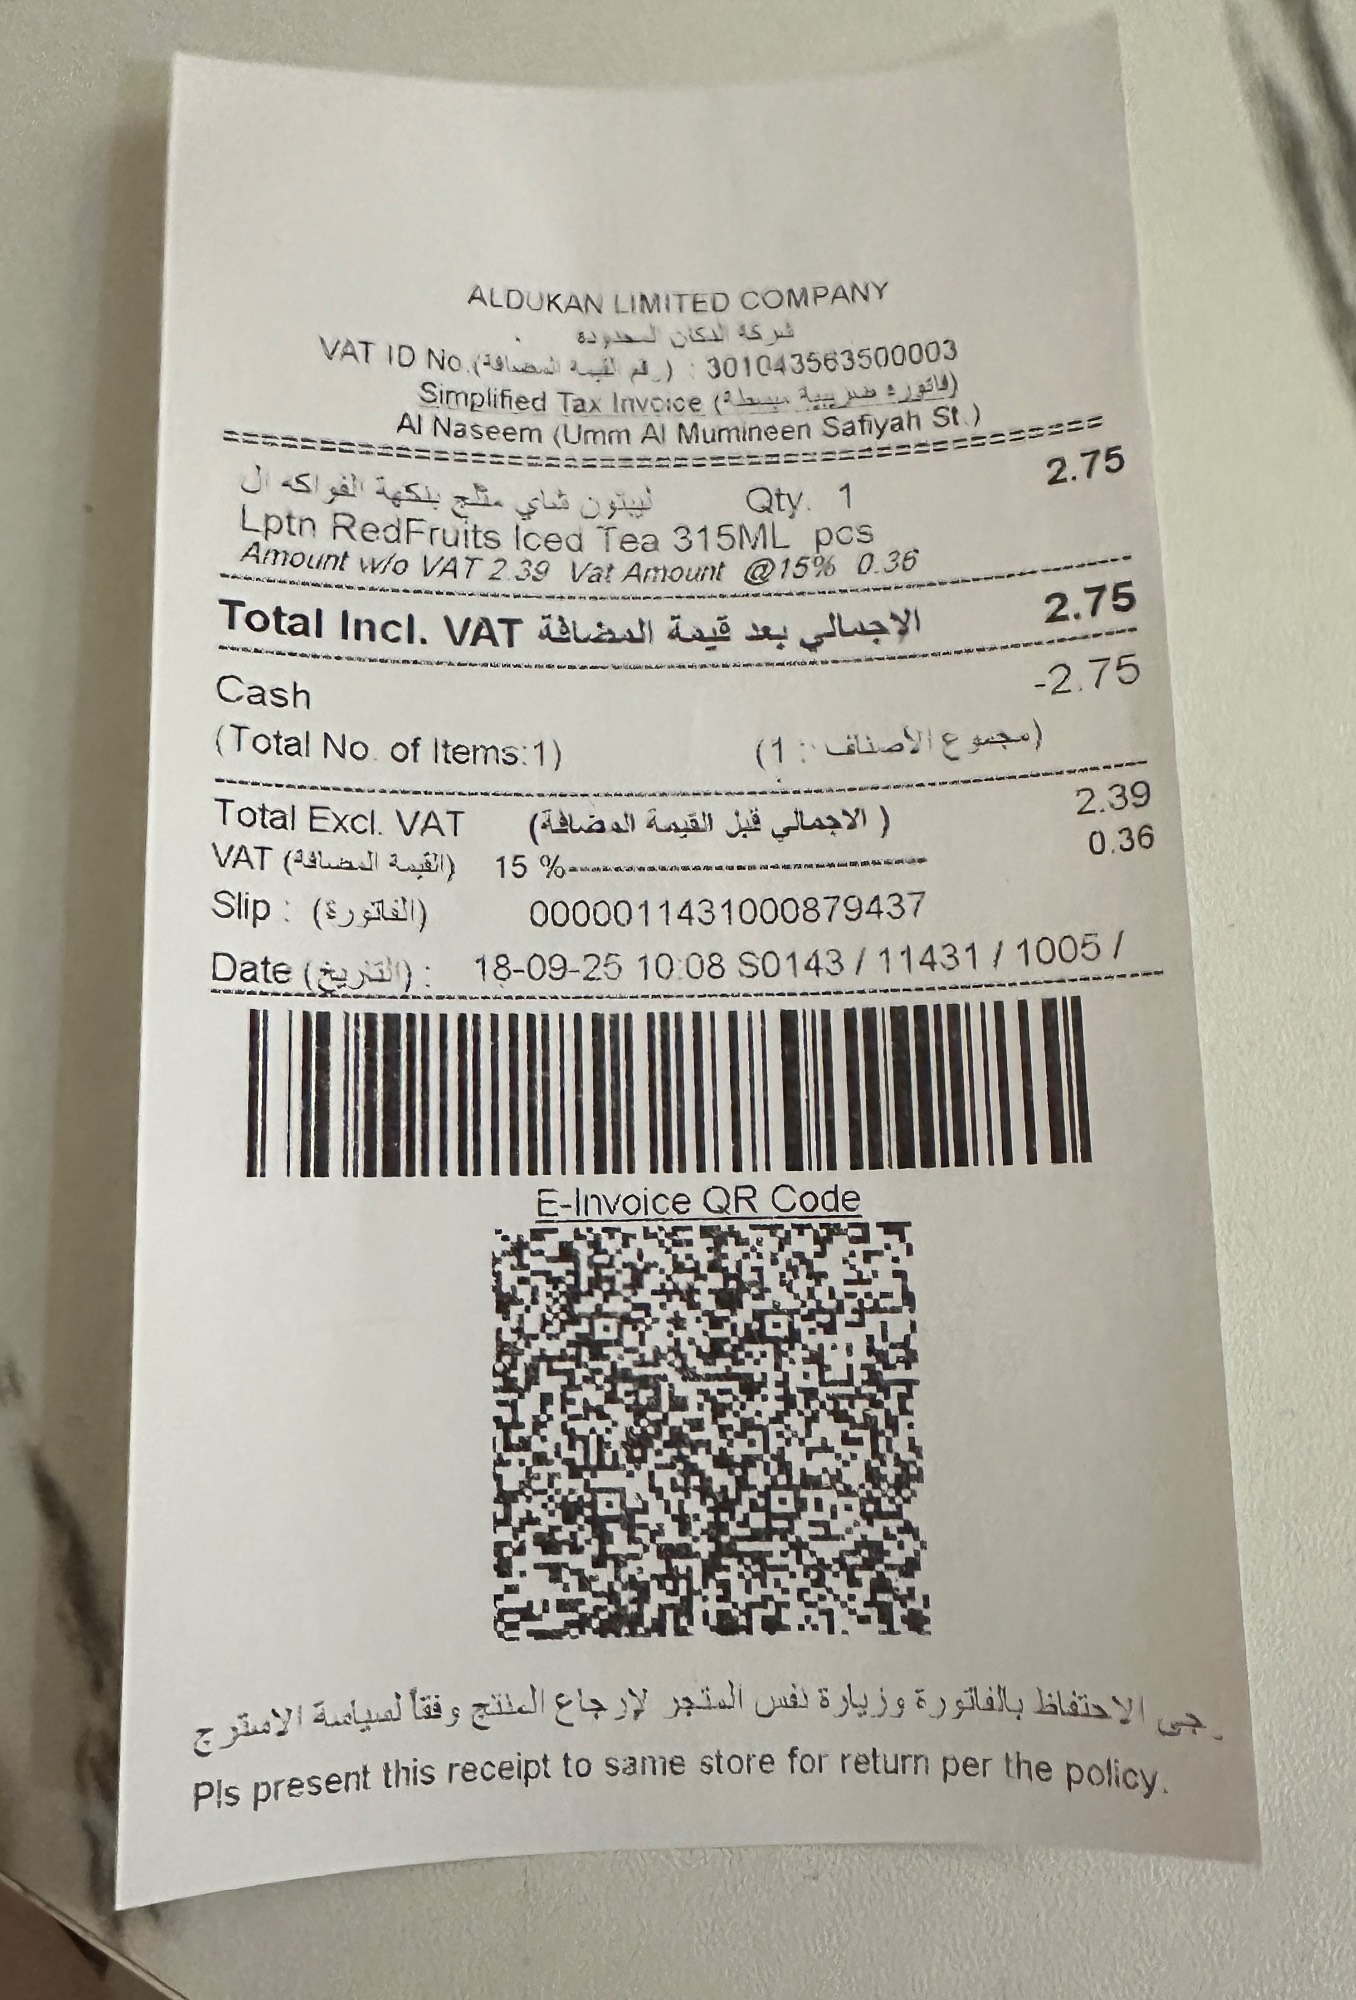 ALDUKAN LIMITED COMPANY
شركة الدكان المحدودة
VAT ID No.(رقم القيمة المضافة) : 301043563500003
Simplified Tax Invoice (فاتورة ضريبية مبسطة)
Al Naseem (Umm Al Mumineen Safiyah St.)
ليبتون شاي مثلج بنكهة الفواكه ال Qty. 1 2.75
Lptn RedFruits Iced Tea 315ML pcs
Amount w/o VAT 2.39 Vat Amount @15% 0.36
Total Incl. VAT الاجمالي بعد قيمة المضافة 2.75
Cash -2.75
(Total No. of Items:1) (مجموع الأصناف : 1)
Total Excl. VAT (الاجمالي قبل القيمة المضافة ) 2.39
VAT (القيمة المضافة) 15 % 0.36
Slip : (الفاتورة) 0000011431000879437
Date (التاريخ) : 18-09-25 10:08 S0143 / 11431 / 1005 /
E-Invoice QR Code
الاحتفاظ بالفاتورة وزيارة نفس المتجر لإرجاع المنتج وفقاً لسياسة
Pls present this receipt to same store for return per the policy.